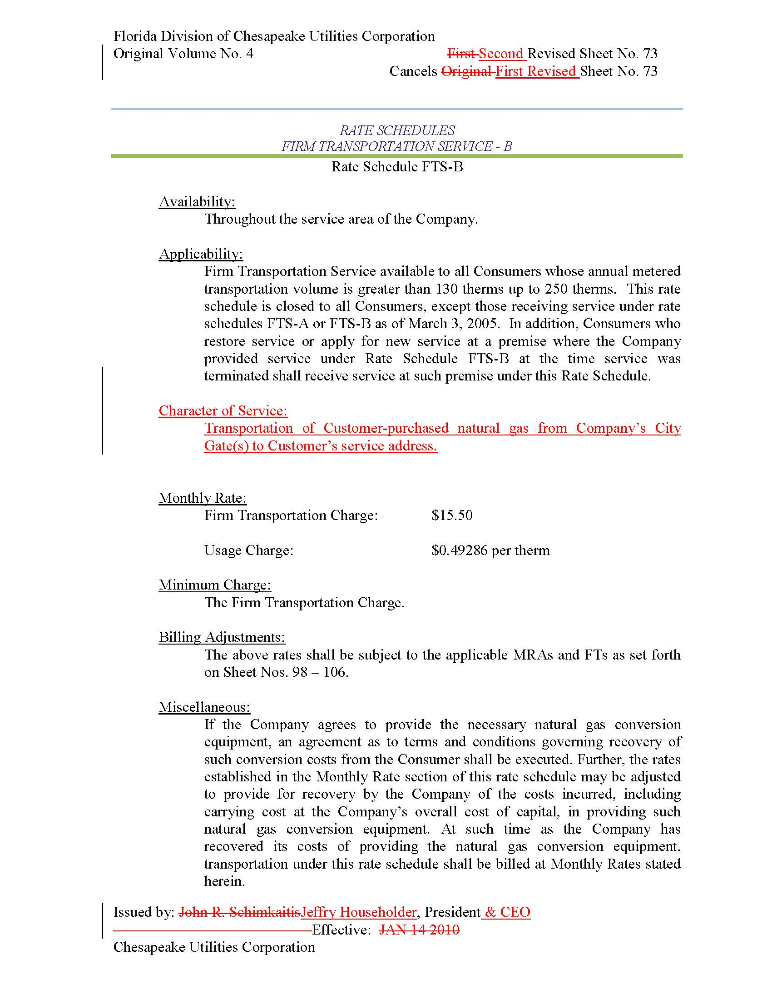 Florida Division of Chesapeake Utilities Corporation
Original Volume No. 4 First Second Revised Sheet No. 73
Cancels Original First Revised Sheet No. 73
RATE SCHEDULES
FIRM TRANSPORTATION SERVICE - B
Rate Schedule FTS-B
Availability:
Throughout the service area of the Company.
Applicability:
Firm Transportation Service available to all Consumers whose annual metered
transportation volume is greater than 130 therms up to 250 therms.  This rate
schedule is closed to all Consumers, except those receiving service under rate
schedules FTS-A or FTS-B as of March 3, 2005.  In addition, Consumers who
restore service or apply for new service at a premise where the Company
provided service under Rate Schedule FTS-B at the time service was
terminated shall receive service at such premise under this Rate Schedule.
Character of Service:
Transportation of Customer-purchased natural gas from Company’s City
Gate(s) to Customer’s service address.
Monthly Rate:
Firm Transportation Charge: $15.50
Usage Charge: $0.49286 per therm
Minimum Charge:
The Firm Transportation Charge.
Billing Adjustments:
The above rates shall be subject to the applicable MRAs and FTs as set forth
on Sheet Nos. 98 – 106.
Miscellaneous:
If the Company agrees to provide the necessary natural gas conversion
equipment, an agreement as to terms and conditions governing recovery of
such conversion costs from the Consumer shall be executed. Further, the rates
established in the Monthly Rate section of this rate schedule may be adjusted
to provide for recovery by the Company of the costs incurred, including
carrying cost at the Company’s overall cost of capital, in providing such
natural gas conversion equipment. At such time as the Company has
recovered its costs of providing the natural gas conversion equipment,
transportation under this rate schedule shall be billed at Monthly Rates stated
herein.
Issued by: John R. SchimkaitisJeffry Householder, President & CEO
Effective:  JAN 14 2010
Chesapeake Utilities Corporation